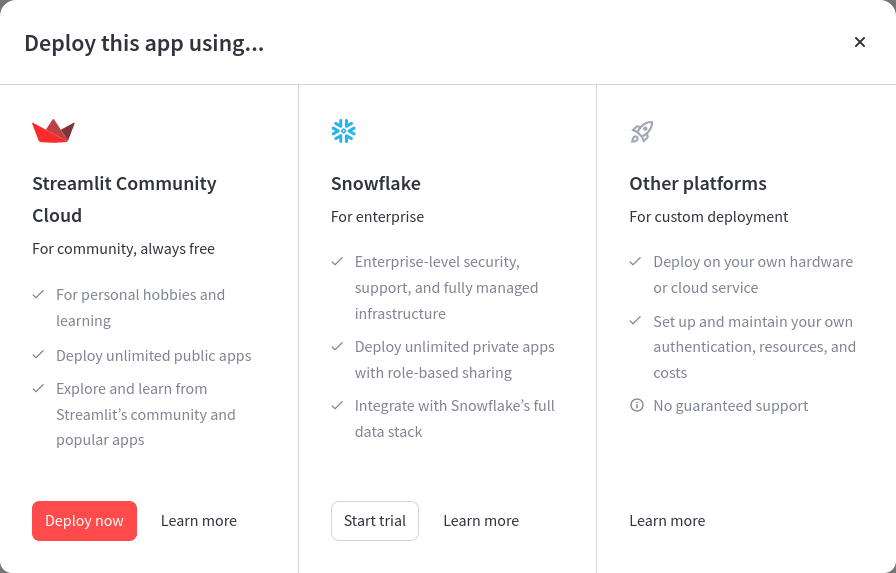 Deploy this app using...
Streamlit Community
Cloud
For community, always free
For personal hobbies and
learning
Deploy unlimited public apps
Explore and learn from
Streamlit’s community and
popular apps
Deploy now
Learn more
Snowflake
For enterprise
Enterprise-level security,
support, and fully managed
infrastructure
Deploy unlimited private apps
with role-based sharing
Integrate with Snowflake’s full
data stack
Start trial
Learn more
Other platforms
For custom deployment
Deploy on your own hardware
or cloud service
Set up and maintain your own
authentication, resources, and
costs
No guaranteed support
Learn more